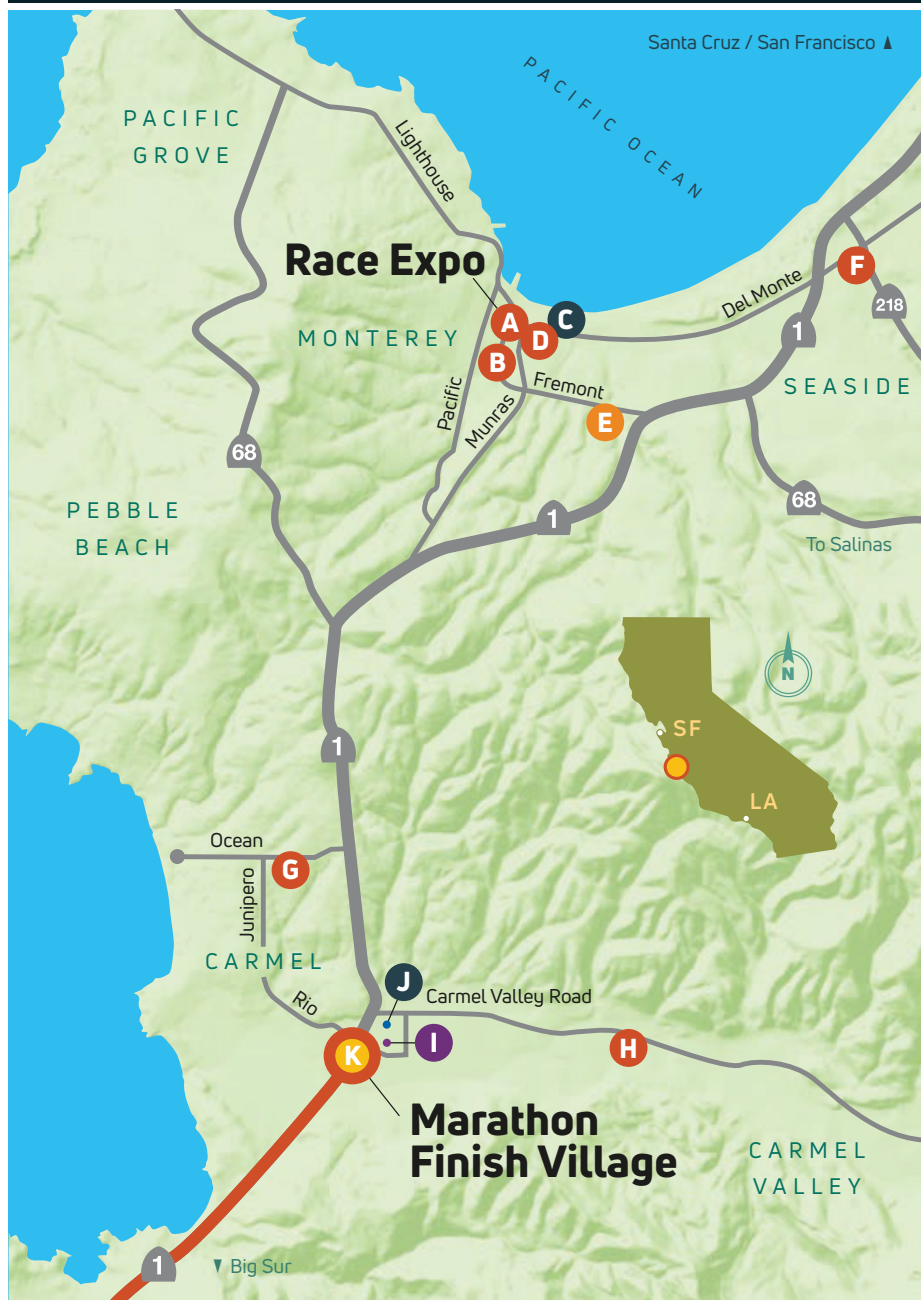 Santa Cruz / San Francisco
PACIFIC OCEAN
PACIFIC
GROVE
Lighthouse
Race Expo
F
Del Monte
218
C
A
D
1
MONTEREY
B
SEASIDE
Fremont
Pacific
Munras
E
68
68
PEBBLE
BEACH
1
To Salinas
N
SF
1
LA
Ocean
G
Junipero
CARMEL
J
Carmel Valley Road
Rio
I
H
K
Marathon
Finish Village
CARMEL
VALLEY
1
Big Sur